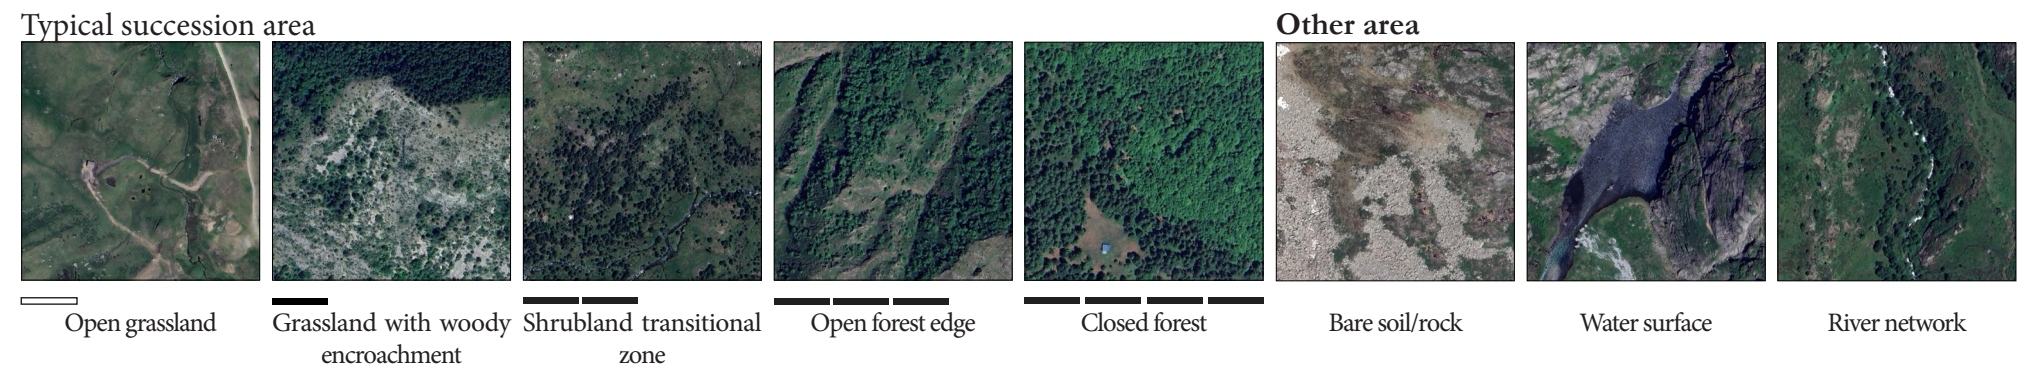 Typical succession area
Other area
Open grassland
Grassland with woody
encroachment
Shrubland transitional
zone
Open forest edge
Closed forest
Bare soil/rock
Water surface
River network